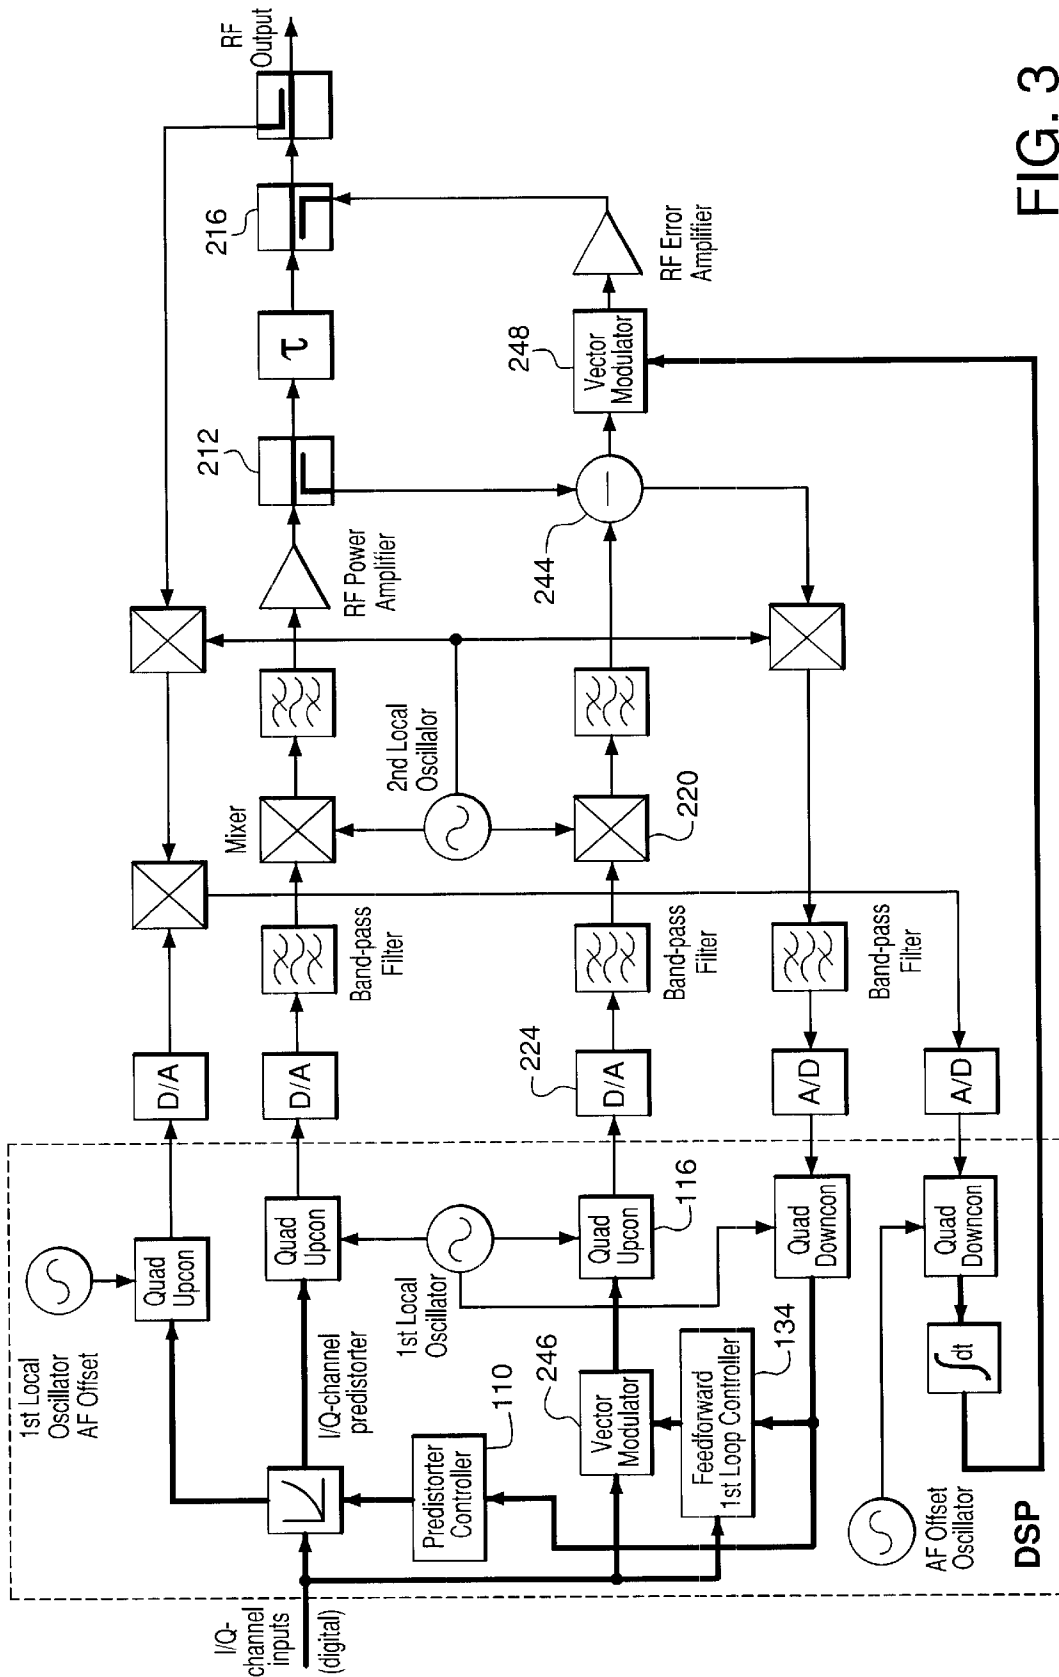 I/Q-
channel
inputs
(digital)
1st Local
Oscillator
AF Offset
Quad
Upcon
D/A
RF
Output
I/Q-channel
predistorter
Quad
Upcon
D/A
Band-pass
Filter
Mixer
RF Power
Amplifier
212
τ
216
Predistorter
Controller
110
1st Local
Oscillator
2nd Local
Oscillalor
Vector
Modulator
246
Quad
Upcon
116
D/A
224
Band-pass
Filter
220
244
Vector
Modulator
248
RF Error
Amplifier
Feedforward
1st Loop Controller
134
Quad
Downcon
A/D
Band-pass
Filter
AF Offset
Oscillator
∫dt
Quad
Downcon
A/D
DSP
FIG. 3